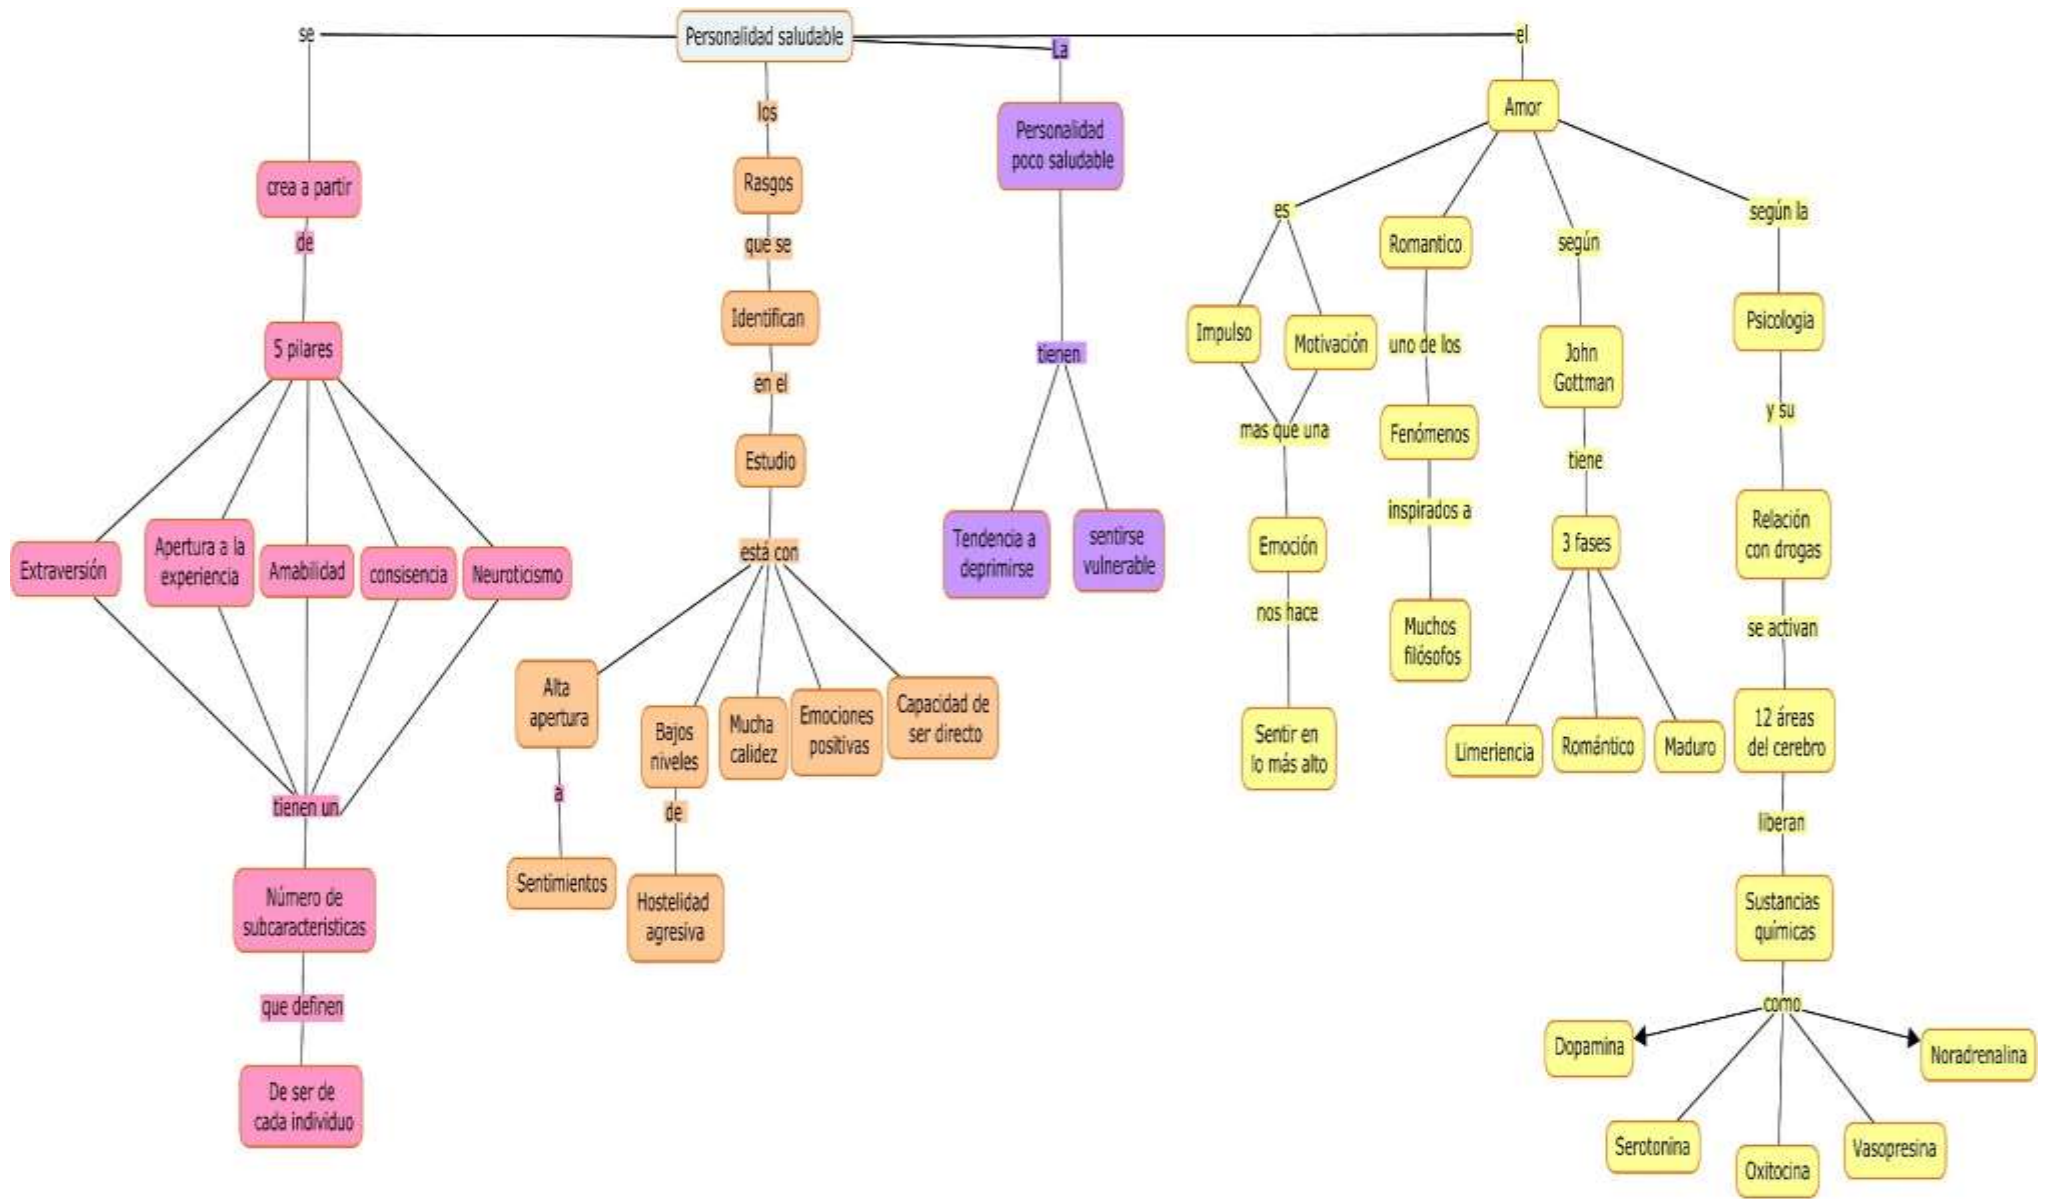 Personalidad saludable
se
crea a partir
de
5 pilares
Extraversión
Apertura a la
experiencia
Amabilidad
consisencia
Neuroticismo
tienen un
Número de
subcaracteristicas
que definen
De ser de
cada individuo
los
Rasgos
que se
Identifican
en el
Estudio
está con
Alta
apertura
a
Sentimientos
Bajos
niveles
de
Hostelidad
agresiva
Mucha
calidez
Emociones
positivas
Capacidad de
ser directo
La
Personalidad
poco saludable
tienen
Tendencia a
deprimirse
sentirse
vulnerable
el
Amor
es
Impulso
Motivación
mas que una
Emoción
nos hace
Sentir en
lo más alto
Romantico
uno de los
Fenómenos
inspirados a
Muchos
filósofos
según
John
Gottman
tiene
3 fases
Limeriencia
Romántico
Maduro
según la
Psicologia
y su
Relación
con drogas
se activan
12 áreas
del cerebro
liberan
Sustancias
químicas
como
Dopamina
Serotonina
Oxitocina
Vasopresina
Noradrenalina